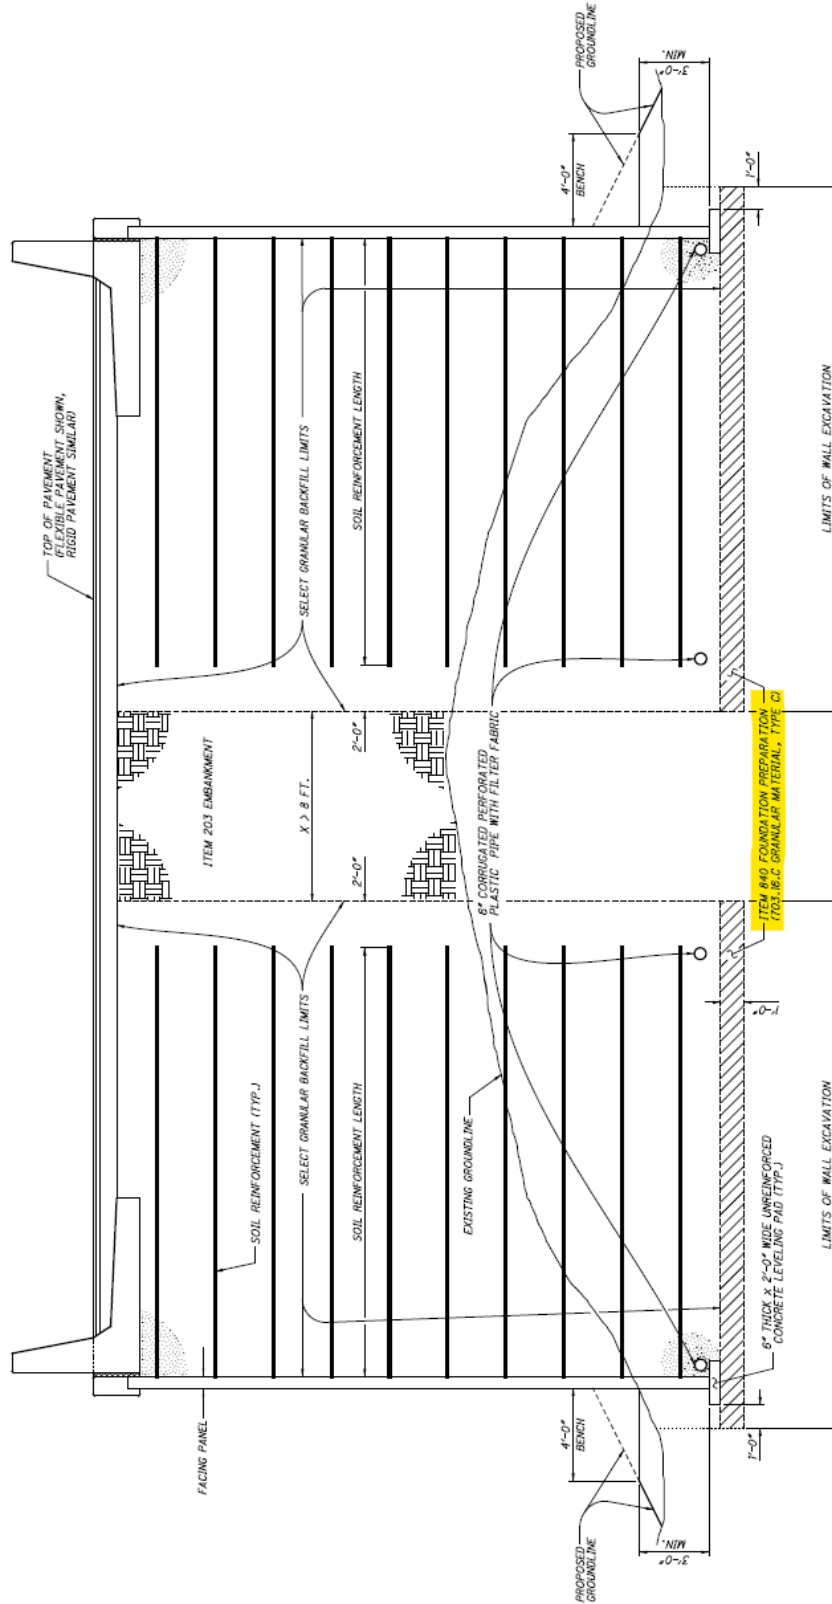 TOP OF PAVEMENT
(FLEXIBLE PAVEMENT SHOWN,
RIGID PAVEMENT SIMILAR)
FACING PANEL
SOIL REINFORCEMENT (TYP.)
ITEM 203 EMBANKMENT
SELECT GRANULAR BACKFILL LIMITS
SELECT GRANULAR BACKFILL LIMITS
X > 8 FT.
SOIL REINFORCEMENT LENGTH
2'-0"
2'-0"
SOIL REINFORCEMENT LENGTH
EXISTING GROUNDLINE
6" CORRUGATED PERFORATED
PLASTIC PIPE WITH FILTER FABRIC
4'-0"
BENCH
4'-0"
BENCH
PROPOSED
GROUNDLINE
PROPOSED
GROUNDLINE
3'-0"
MIN.
3'-0"
MIN.
1'-0"
1'-0"
1'-0"
6" THICK x 2'-0" WIDE UNREINFORCED
CONCRETE LEVELING PAD (TYP.)
ITEM 840 FOUNDATION PREPARATION
(703.16.C GRANULAR MATERIAL, TYPE C)
LIMITS OF WALL EXCAVATION
LIMITS OF WALL EXCAVATION